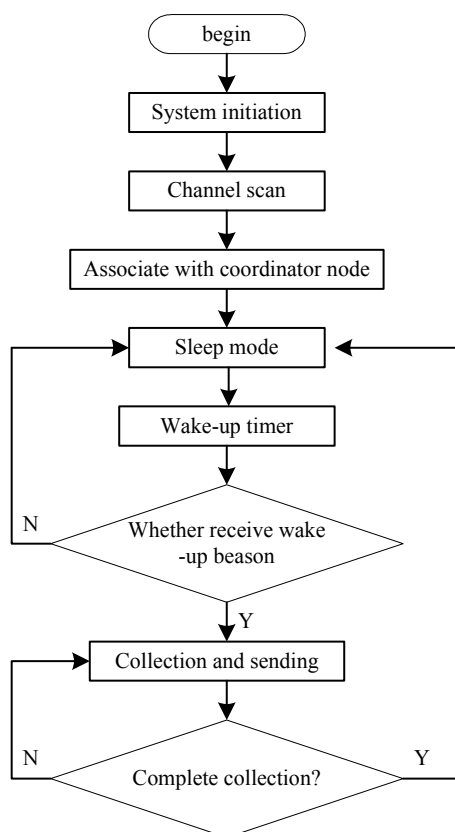 begin
System initiation
Channel scan
Associate with coordinator node
Sleep mode
Wake-up timer
N
Whether receive wake
-up beason
Y
Collection and sending
N
Complete collection?
Y